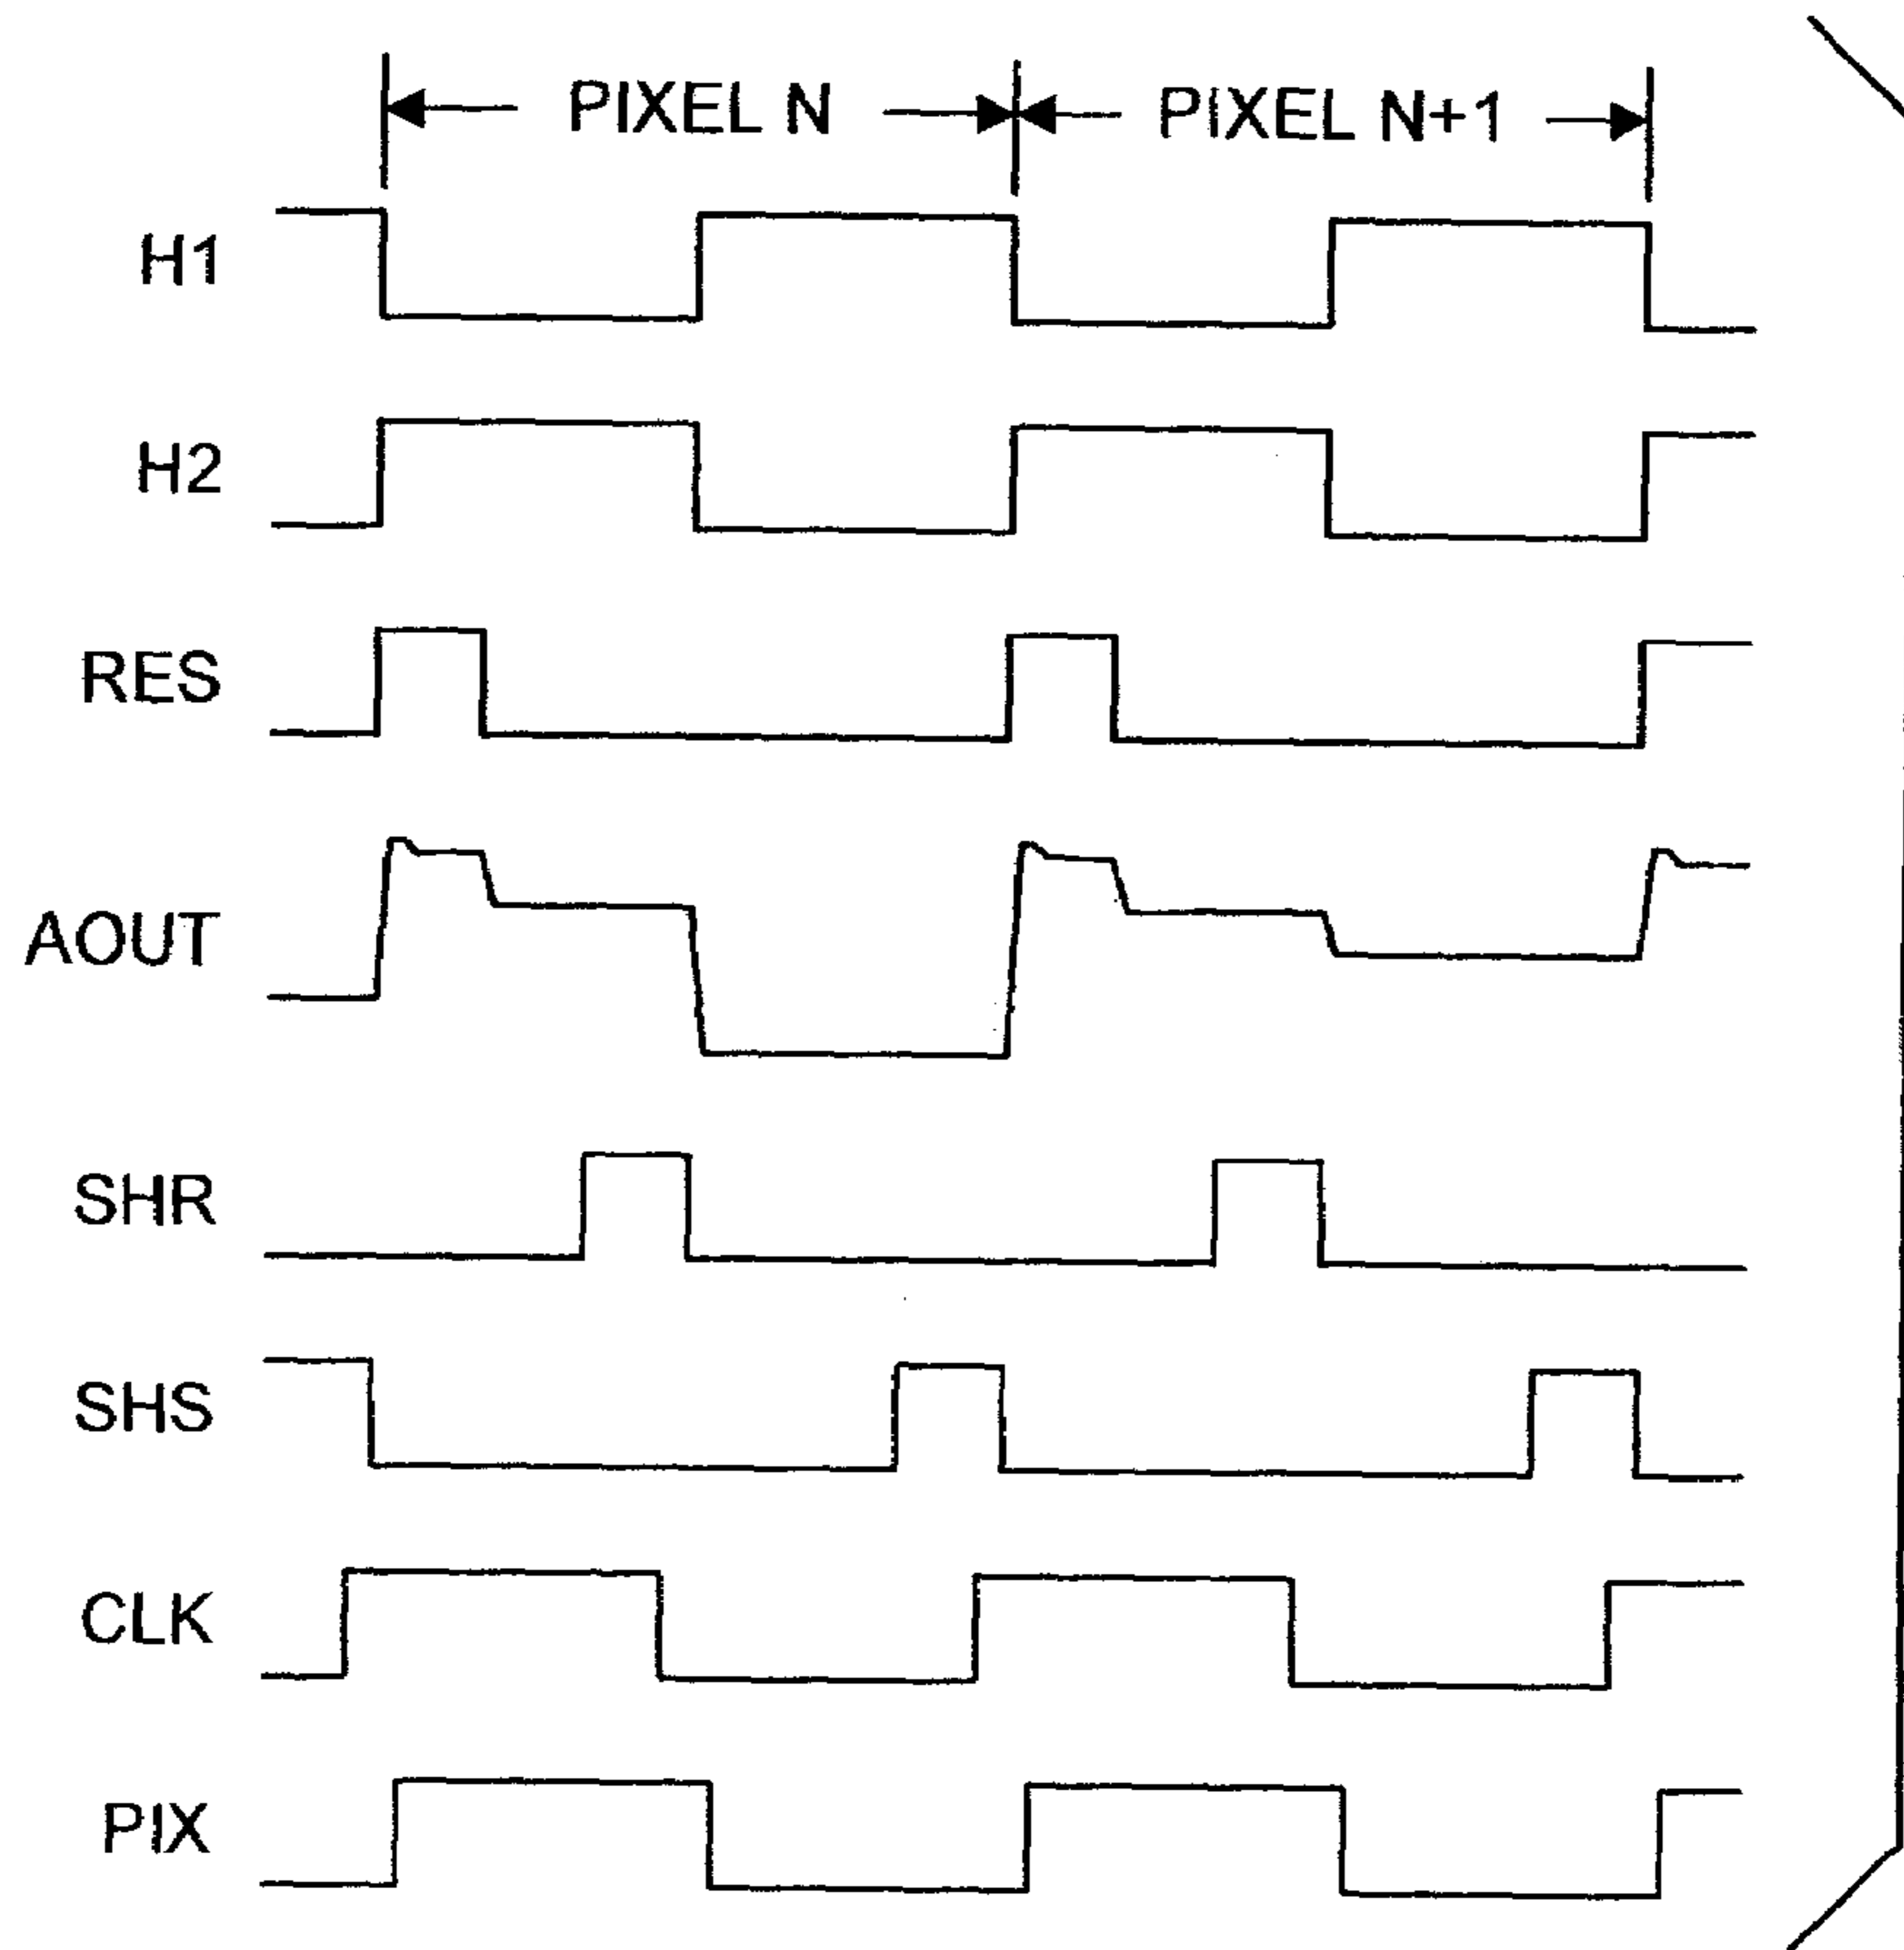 PIXEL N PIXEL N+1
H1
H2
RES
AOUT
SHR
SHS
CLK
PIX